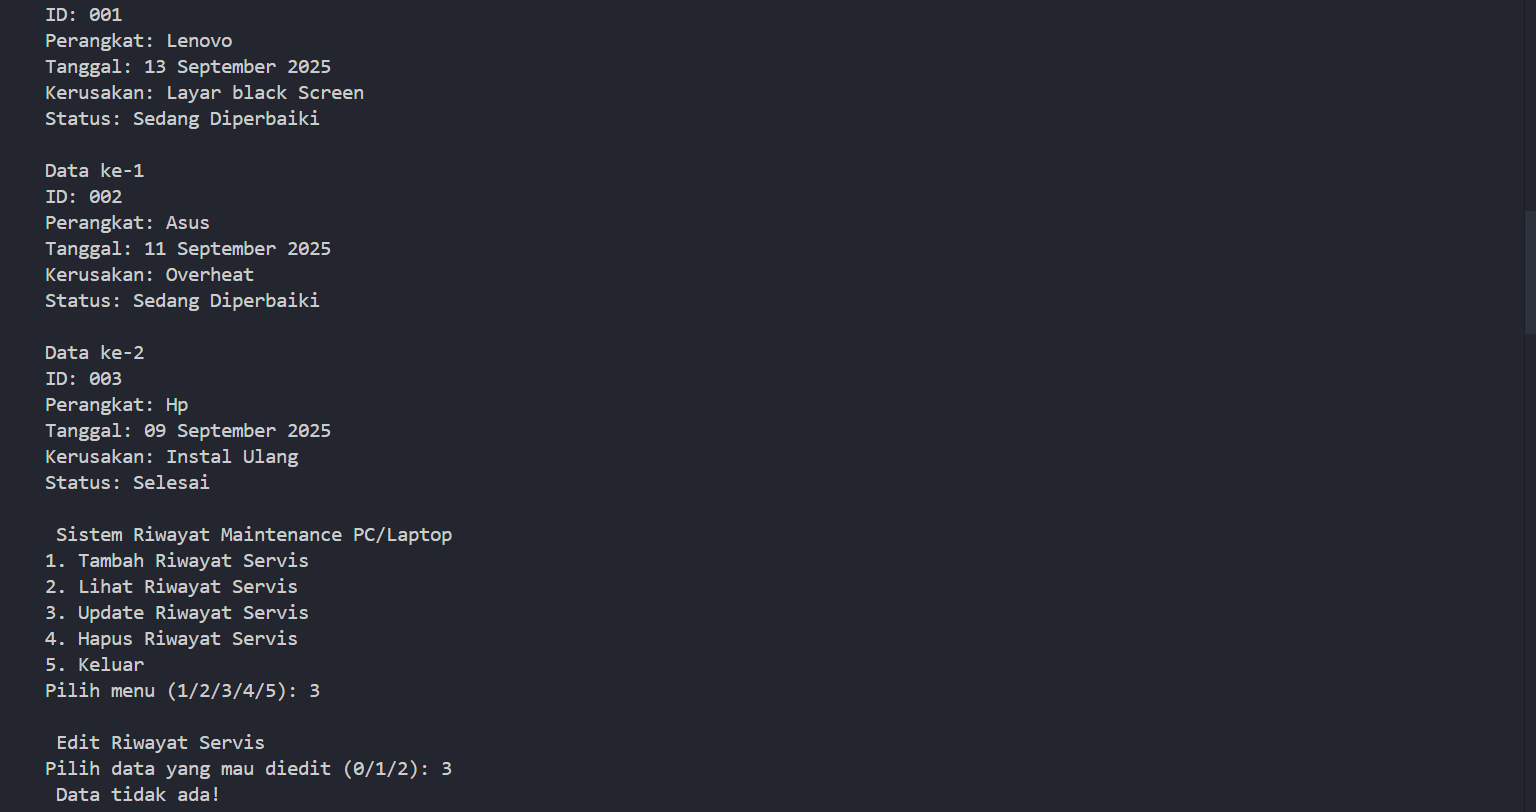 ID: 001
Perangkat: Lenovo
Tanggal: 13 September 2025
Kerusakan: Layar black Screen
Status: Sedang Diperbaiki
Data ke-1
ID: 002
Perangkat: Asus
Tanggal: 11 September 2025
Kerusakan: Overheat
Status: Sedang Diperbaiki
Data ke-2
ID: 003
Perangkat: Hp
Tanggal: 09 September 2025
Kerusakan: Instal Ulang
Status: Selesai
Sistem Riwayat Maintenance PC/Laptop
1. Tambah Riwayat Servis
2. Lihat Riwayat Servis
3. Update Riwayat Servis
4. Hapus Riwayat Servis
5. Keluar
Pilih menu (1/2/3/4/5): 3
Edit Riwayat Servis
Pilih data yang mau diedit (0/1/2): 3
Data tidak ada!